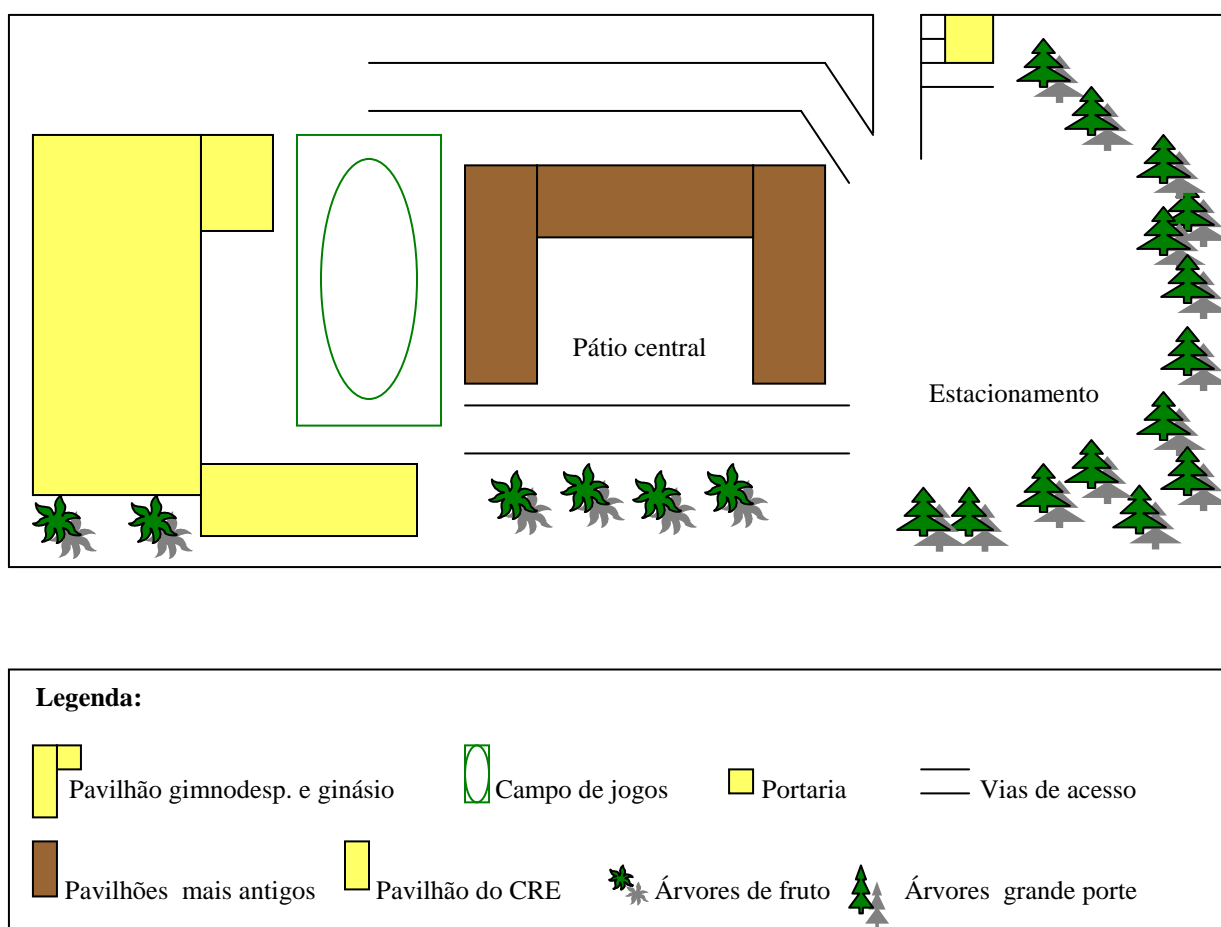 Pátio central
Estacionamento
Legenda:
Pavilhão gimnodesp. e ginásio
Campo de jogos
Portaria
Vias de acesso
Pavilhões mais antigos
Pavilhão do CRE
Árvores de fruto
Árvores grande porte